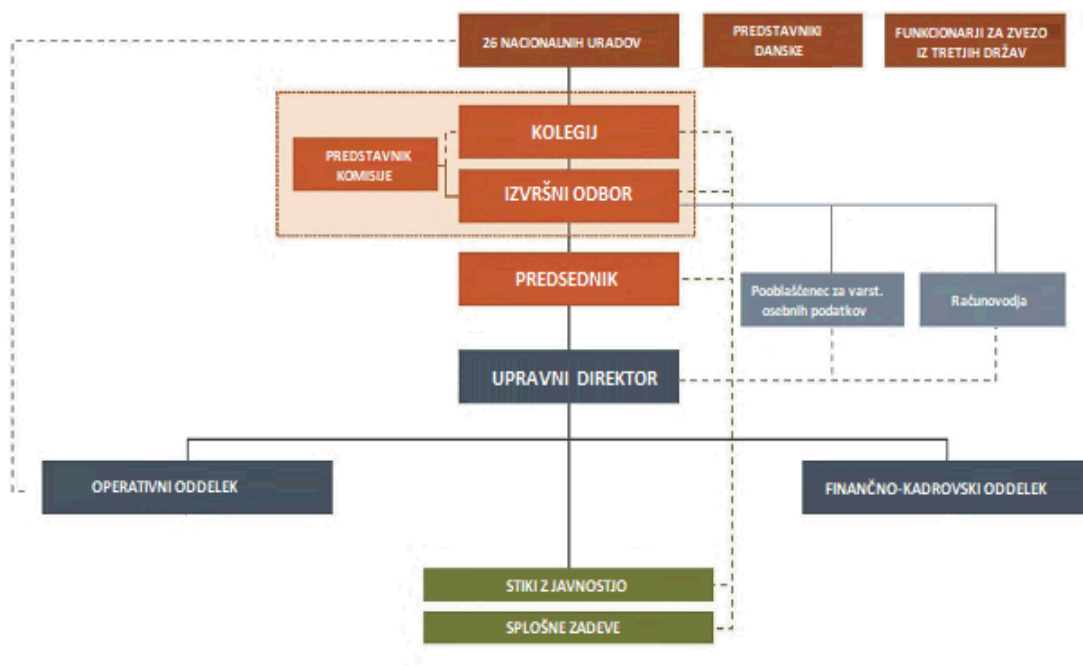 26 NACIONALNIH URADOV
PREDSTAVNIKI
DANSKE
FUNKCIONARJI ZA ZVEZO
IZ TRETJIH DRŽAV
KOLEGIJ
PREDSTAVNIK
KOMISIJE
IZVRŠNI ODBOR
PREDSEDNIK
Pooblaščenec za varst.
osebnih podatkov
Računovodja
UPRAVNI DIREKTOR
OPERATIVNI ODDELEK
FINANČNO-KADROVSKI ODDELEK
STIKI Z JAVNOSTJO
SPLOŠNE ZADEVE